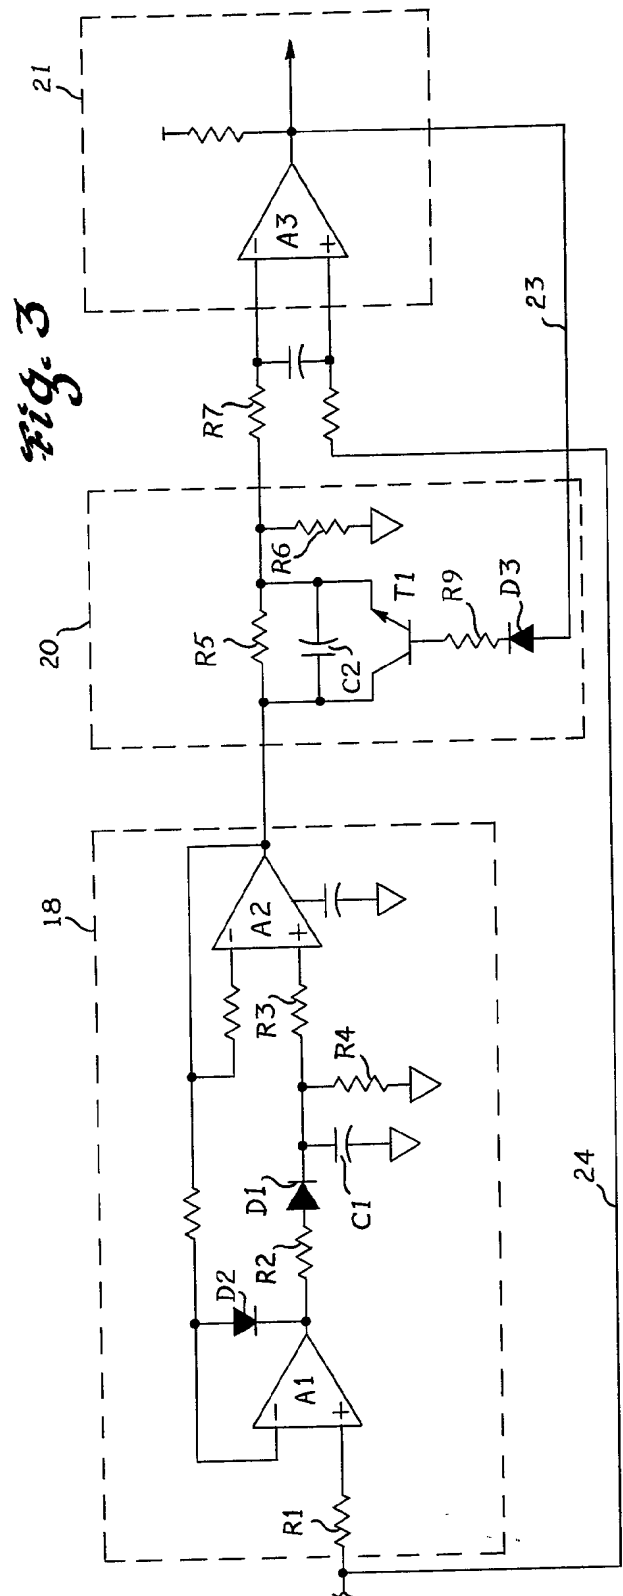 Fig. 3
18
20
21
R1
A1
−
+
D2
R2
D1
C1
R4
R3
A2
−
+
R5
C2
R6
T1
R9
D3
R7
A3
−
+
23
24